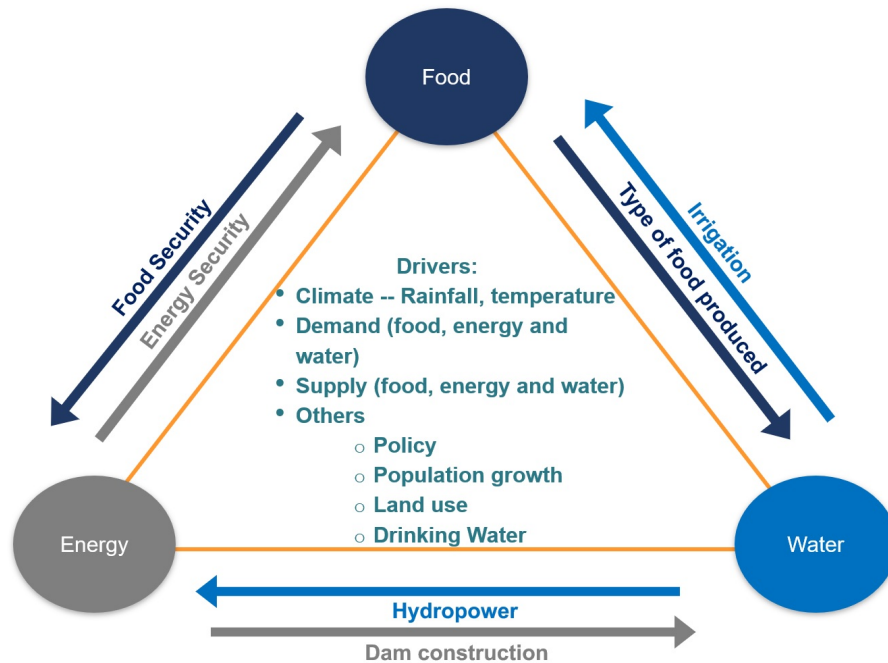 Food
Food Security
Energy Security
Irrigation
Type of food produced
Drivers:
• Climate -- Rainfall, temperature
• Demand (food, energy and
water)
• Supply (food, energy and water)
• Others
o Policy
o Population growth
o Land use
o Drinking Water
Energy
Water
Hydropower
Dam construction